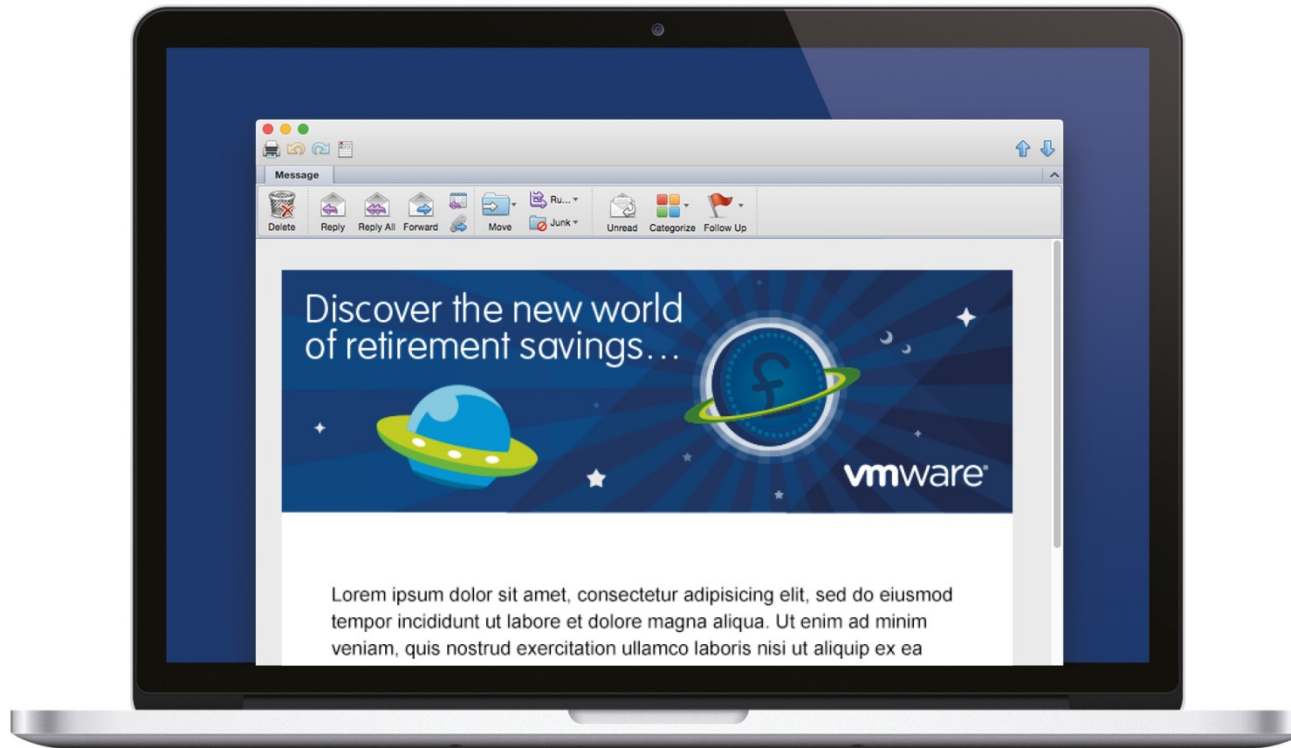 Message
Delete
Reply
Reply All
Forward
Move
Ru...
Junk
Unread
Categorize
Follow Up
Discover the new world
of retirement savings...
£
vmware®
Lorem ipsum dolor sit amet, consectetur adipisicing elit, sed do eiusmod
tempor incididunt ut labore et dolore magna aliqua. Ut enim ad minim
veniam, quis nostrud exercitation ullamco laboris nisi ut aliquip ex ea